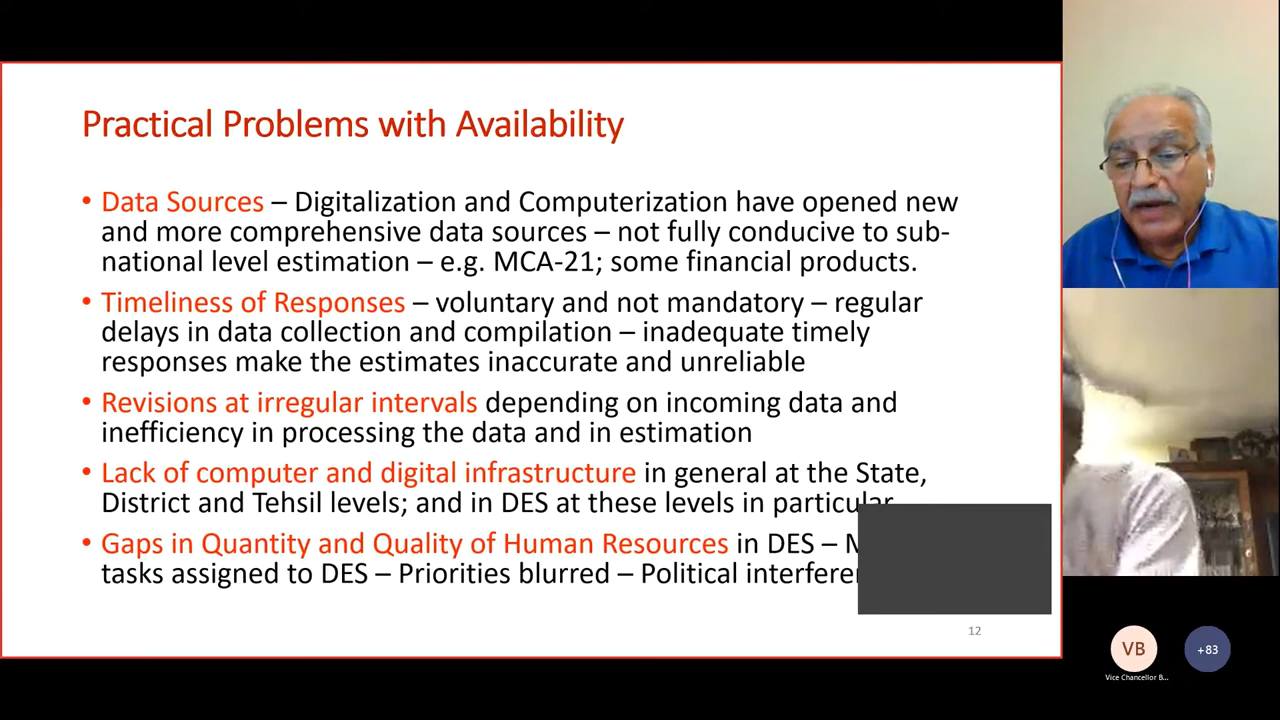 Practical Problems with Availability
• Data Sources – Digitalization and Computerization have opened new
and more comprehensive data sources – not fully conducive to sub-
national level estimation – e.g. MCA-21; some financial products.
• Timeliness of Responses – voluntary and not mandatory – regular
delays in data collection and compilation – inadequate timely
responses make the estimates inaccurate and unreliable
• Revisions at irregular intervals depending on incoming data and
inefficiency in processing the data and in estimation
• Lack of computer and digital infrastructure in general at the State,
District and Tehsil levels; and in DES at these levels in particular
• Gaps in Quantity and Quality of Human Resources in DES –
tasks assigned to DES – Priorities blurred – Political
12
VB
+83
Vice Chancellor B...